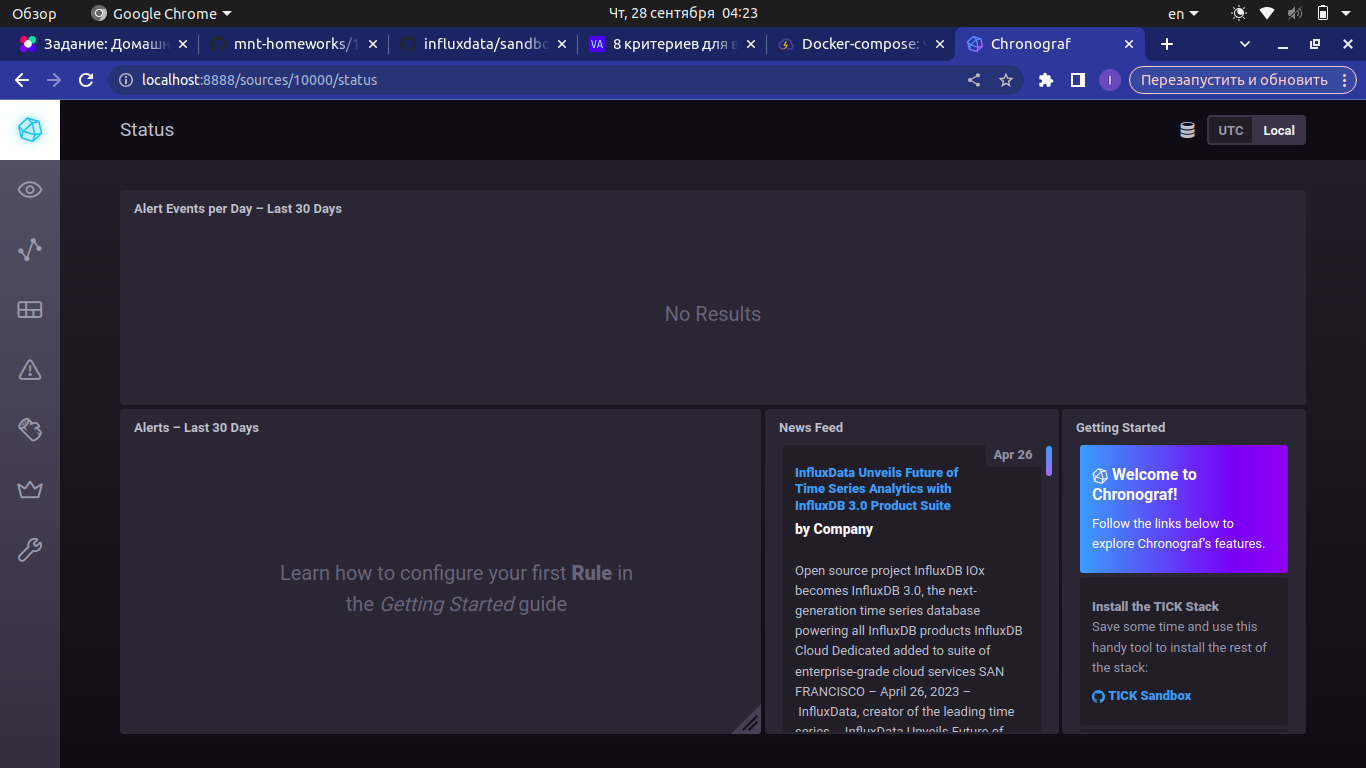 Обзор
Google Chrome
Чт, 28 сентября 04:23
en
Задание: Домашн
mnt-homeworks/1
influxdata/sandbo
VA
8 критериев для в
Docker-compose:
Chronograf
localhost:8888/sources/10000/status
I
Перезапустить и обновить
Status
UTC
Local
Alert Events per Day – Last 30 Days
No Results
Alerts – Last 30 Days
Learn how to configure your first Rule in
the Getting Started guide
News Feed
Apr 26
InfluxData Unveils Future of
Time Series Analytics with
InfluxDB 3.0 Product Suite
by Company
Open source project InfluxDB IOx
becomes InfluxDB 3.0, the next-
generation time series database
powering all InfluxDB products InfluxDB
Cloud Dedicated added to suite of
enterprise-grade cloud services SAN
FRANCISCO – April 26, 2023 –
InfluxData, creator of the leading time
series... InfluxData Unveils Future of
Getting Started
Welcome to
Chronograf!
Follow the links below to
explore Chronograf’s features.
Install the TICK Stack
Save some time and use this
handy tool to install the rest of
the stack:
TICK Sandbox